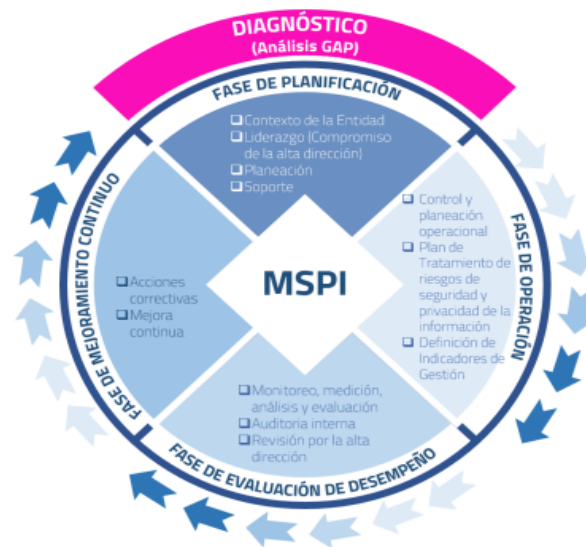 DIAGNÓSTICO
(Análisis GAP)
FASE DE PLANIFICACIÓN
Contexto de la Entidad
Liderazgo (Compromiso
de la alta dirección)
Planeación
Soporte
FASE DE OPERACIÓN
Control y
planeación
operacional
Plan de
Tratamiento de
riesgos de
seguridad y
privacidad de la
información
Definición de
Indicadores de
Gestión
MSPI
FASE DE EVALUACIÓN DE DESEMPEÑO
Monitoreo, medición,
análisis y evaluación
Auditoria interna
Revisión por la alta
dirección
FASE DE MEJORAMIENTO CONTINUO
Acciones
correctivas
Mejora
continua